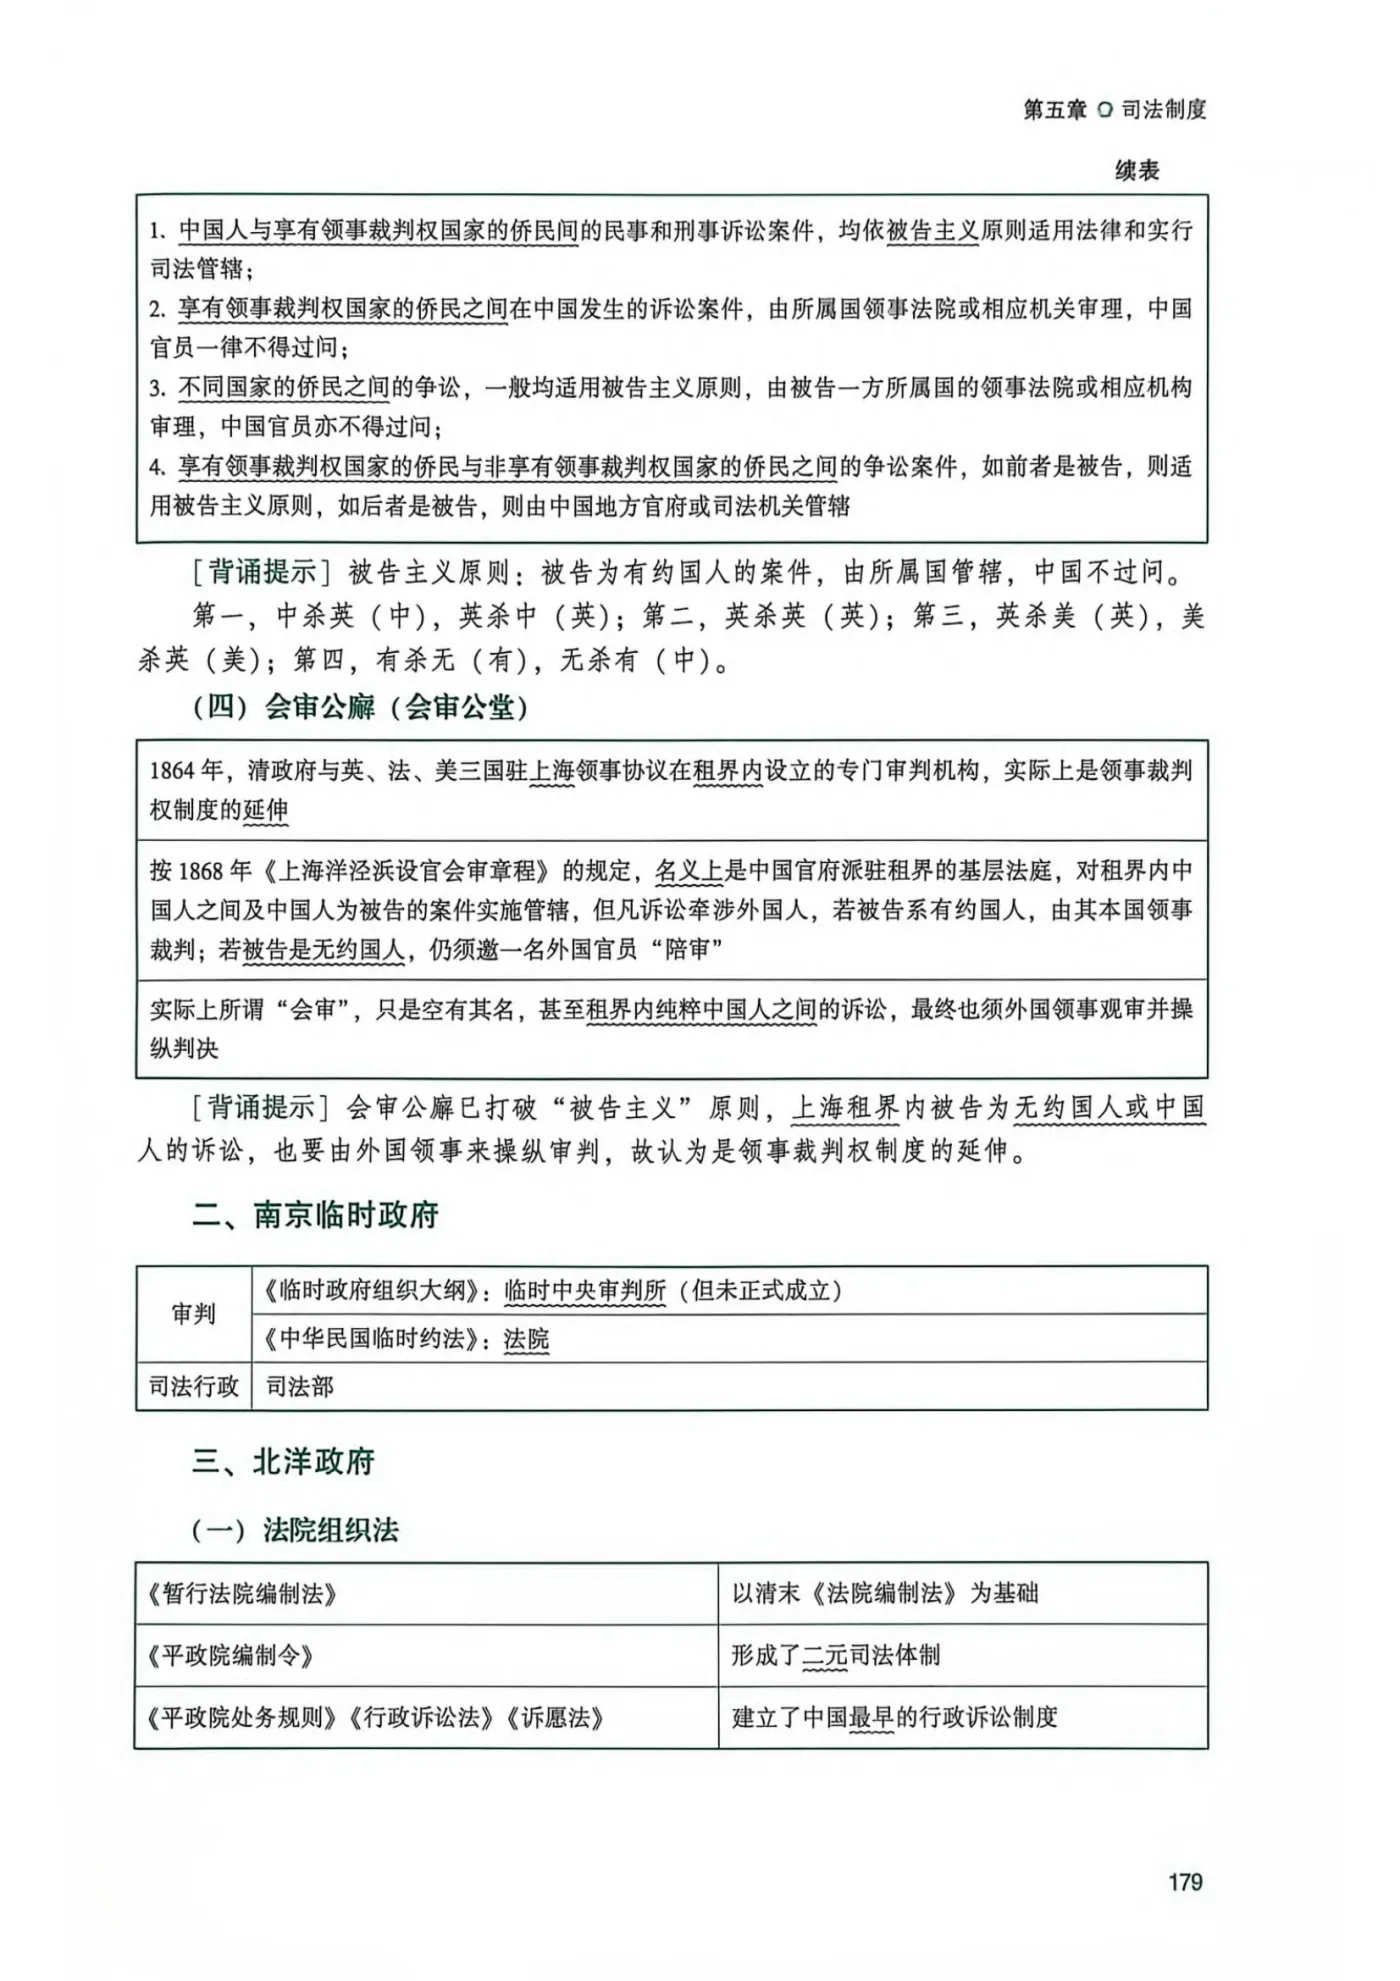 第五章 司法制度
续表
1. 中国人与享有领事裁判权国家的侨民间的民事和刑事诉讼案件，均依被告主义原则适用法律和实行
司法管辖；
2. 享有领事裁判权国家的侨民之间在中国发生的诉讼案件，由所属国领事法院或相应机关审理，中国
官员一律不得过问；
3. 不同国家的侨民之间的争讼，一般均适用被告主义原则，由被告一方所属国的领事法院或相应机构
审理，中国官员亦不得过问；
4. 享有领事裁判权国家的侨民与非享有领事裁判权国家的侨民之间的争讼案件，如前者是被告，则适
用被告主义原则，如后者是被告，则由中国地方官府或司法机关管辖
[背诵提示] 被告主义原则：被告为有约国人的案件，由所属国管辖，中国不过问。
第一，中杀英（中），英杀中（英）；第二，英杀英（英）；第三，英杀美（英），美
杀英（美）；第四，有杀无（有），无杀有（中）。
（四）会审公廨（会审公堂）
1864 年，清政府与英、法、美三国驻上海领事协议在租界内设立的专门审判机构，实际上是领事裁判
权制度的延伸
按 1868 年《上海洋泾浜设官会审章程》的规定，名义上是中国官府派驻租界的基层法庭，对租界内中
国人之间及中国人为被告的案件实施管辖，但凡诉讼牵涉外国人，若被告系有约国人，由其本国领事
裁判；若被告是无约国人，仍须邀一名外国官员“陪审”
实际上所谓“会审”，只是空有其名，甚至租界内纯粹中国人之间的诉讼，最终也须外国领事观审并操
纵判决
[背诵提示] 会审公廨已打破“被告主义”原则，上海租界内被告为无约国人或中国
人的诉讼，也要由外国领事来操纵审判，故认为是领事裁判权制度的延伸。
二、南京临时政府
审判
《临时政府组织大纲》：临时中央审判所（但未正式成立）
《中华民国临时约法》：法院
司法行政 司法部
三、北洋政府
（一）法院组织法
《暂行法院编制法》 以清末《法院编制法》为基础
《平政院编制令》 形成了二元司法体制
《平政院处务规则》《行政诉讼法》《诉愿法》 建立了中国最早的行政诉讼制度
179